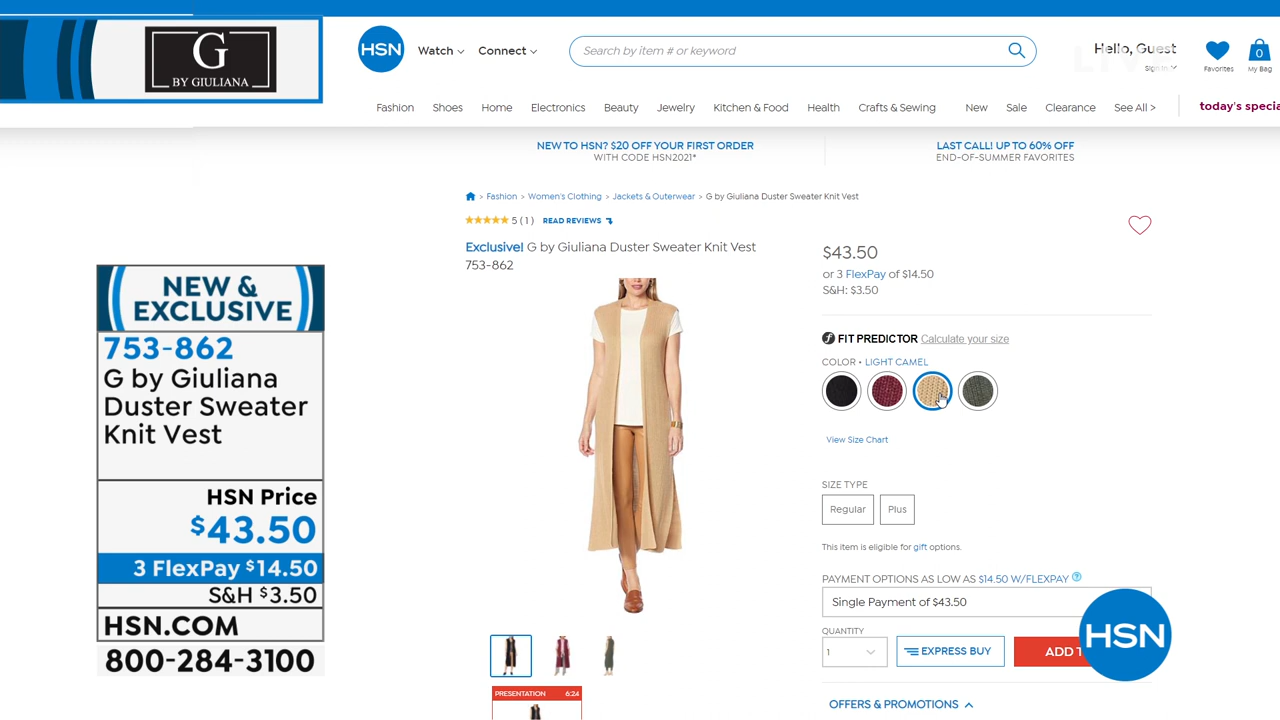 G
BY GIULIANA
HSN
Watch
Connect
Search by item # or keyword
Hello, Guest
Sign In
LIVE
Favorites
0
My Bag
Fashion
Shoes
Home
Electronics
Beauty
Jewelry
Kitchen & Food
Health
Crafts & Sewing
New
Sale
Clearance
See All >
today's specia
NEW TO HSN? $20 OFF YOUR FIRST ORDER
WITH CODE HSN2021*
LAST CALL! UP TO 60% OFF
END-OF-SUMMER FAVORITES
> Fashion > Women's Clothing > Jackets & Outerwear > G by Giuliana Duster Sweater Knit Vest
5 ( 1 ) READ REVIEWS
Exclusive! G by Giuliana Duster Sweater Knit Vest
753-862
$43.50
or 3 FlexPay of $14.50
S&H: $3.50
FIT PREDICTOR Calculate your size
COLOR • LIGHT CAMEL
View Size Chart
SIZE TYPE
Regular
Plus
This item is eligible for gift options.
PAYMENT OPTIONS AS LOW AS $14.50 W/FLEXPAY ?
Single Payment of $43.50
QUANTITY
1
EXPRESS BUY
ADD T
HSN
OFFERS & PROMOTIONS
PRESENTATION 6:24
NEW &
EXCLUSIVE
753-862
G by Giuliana
Duster Sweater
Knit Vest
HSN Price
$43.50
3 FlexPay $14.50
S&H $3.50
HSN.COM
800-284-3100